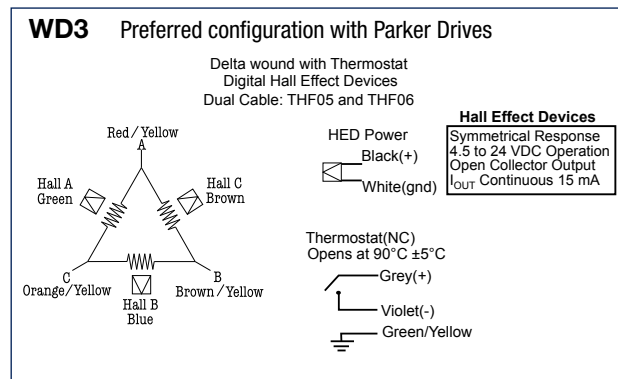 WD3 Preferred configuration with Parker Drives
Delta wound with Thermostat
Digital Hall Effect Devices
Dual Cable: THF05 and THF06
Red/Yellow
A
Hall A
Green
Hall C
Brown
C
Orange/Yellow
Hall B
Blue
B
Brown/Yellow
HED Power
Black(+)
White(gnd)
Hall Effect Devices
Symmetrical Response
4.5 to 24 VDC Operation
Open Collector Output
IOUT Continuous 15 mA
Thermostat(NC)
Opens at 90°C ±5°C
Grey(+)
Violet(-)
Green/Yellow